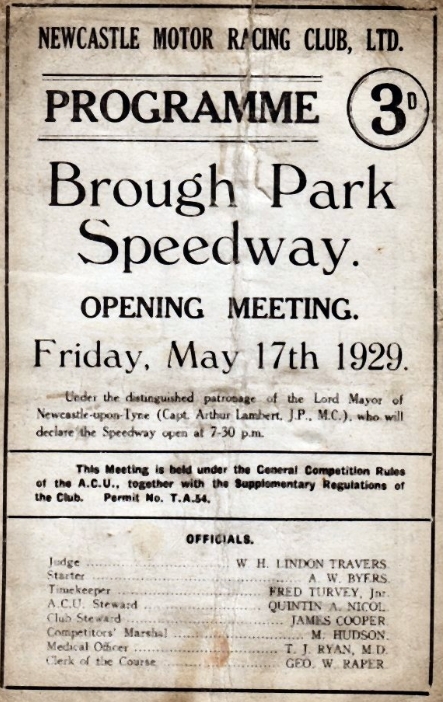 NEWCASTLE MOTOR RACING CLUB, LTD.
PROGRAMME 3D
Brough Park
Speedway.
OPENING MEETING.
Friday, May 17th 1929.
Under the distinguished patronage of the Lord Mayor of
Newcastle-upon-Tyne (Capt. Arthur Lambert, J.P., M.C.), who will
declare the Speedway open at 7-30 p.m.
This Meeting is held under the General Competition Rules
of the A.C.U., together with the Supplementary Regulations of
the Club. Permit No. T.A.54.
OFFICIALS.
Judge ........ W. H. LINDON TRAVERS.
Starter ........ A. W. BYERS.
Timekeeper ........ FRED TURVEY, Jnr.
A.C.U. Steward ........ QUINTIN A. NICOL.
Club Steward ........ JAMES COOPER.
Competitors' Marshal ........ M. HUDSON.
Medical Officer ........ T. J. RYAN, M.D.
Clerk of the Course ........ GEO. W. RAPER.